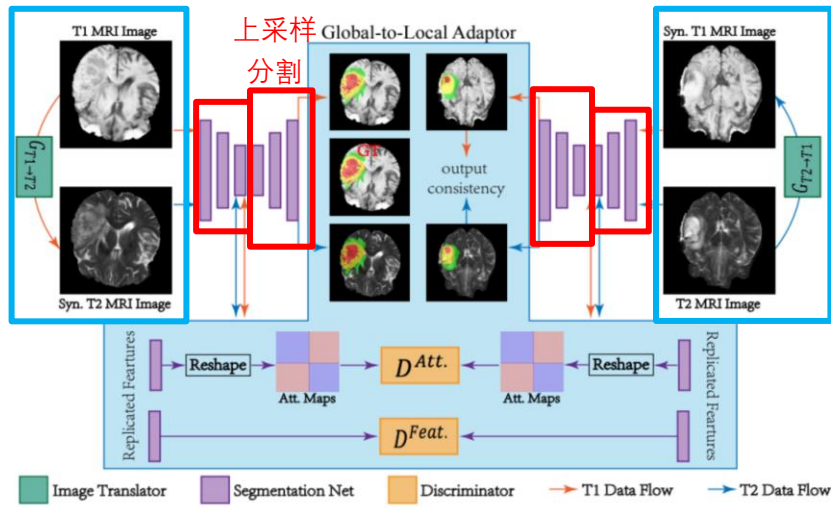 T1 MRI Image
上采样
分割
Global-to-Local Adaptor
Syn. T1 MRI Image
G_{T1→T2}
GT
output
consistency
G_{T2→T1}
Syn. T2 MRI Image
T2 MRI Image
Replicated Feartures
Reshape
Att. Maps
D^{Att.}
Att. Maps
Reshape
Replicated Feartures
D^{Feat.}
Image Translator
Segmentation Net
Discriminator
T1 Data Flow
T2 Data Flow